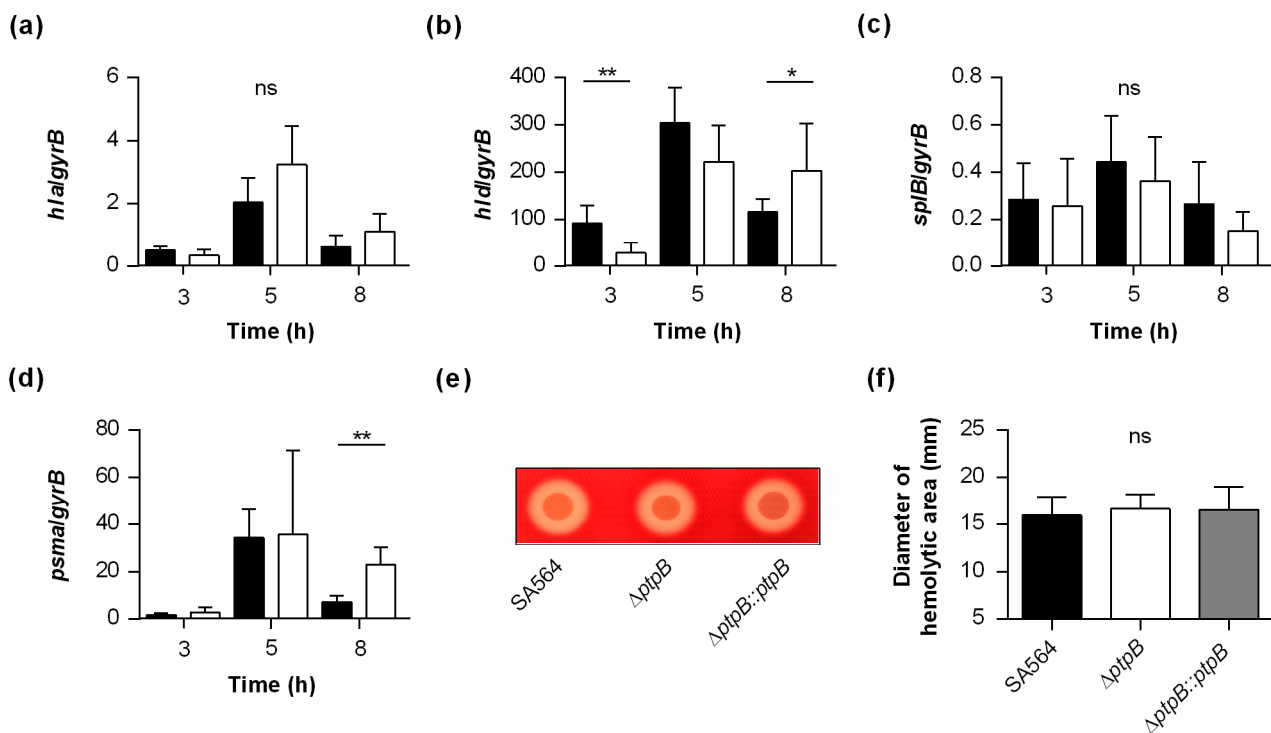 (a)
6
4
2
0
hla/gyrB
ns
3 5 8
Time (h)
(b)
400
300
200
100
0
hld/gyrB
**
*
3 5 8
Time (h)
(c)
0.8
0.6
0.4
0.2
0.0
splB/gyrB
ns
3 5 8
Time (h)
(d)
80
60
40
20
0
psma/gyrB
**
3 5 8
Time (h)
(e)
SA564
ΔptpB
ΔptpB::ptpB
(f)
25
20
15
10
5
Diameter of
hemolytic area (mm)
ns
SA564
ΔptpB
ΔptpB::ptpB